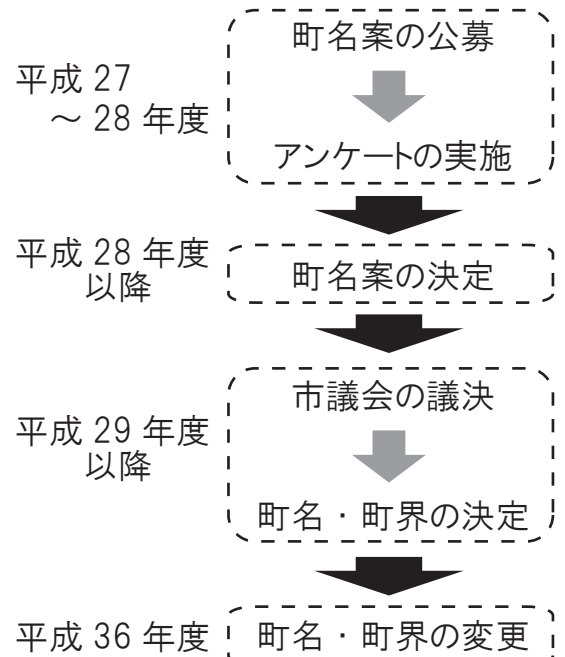 町名案の公募
平成 27
～ 28 年度
アンケートの実施
平成 28 年度
以降
町名案の決定
市議会の議決
平成 29 年度
以降
町名・町界の決定
平成 36 年度
町名・町界の変更